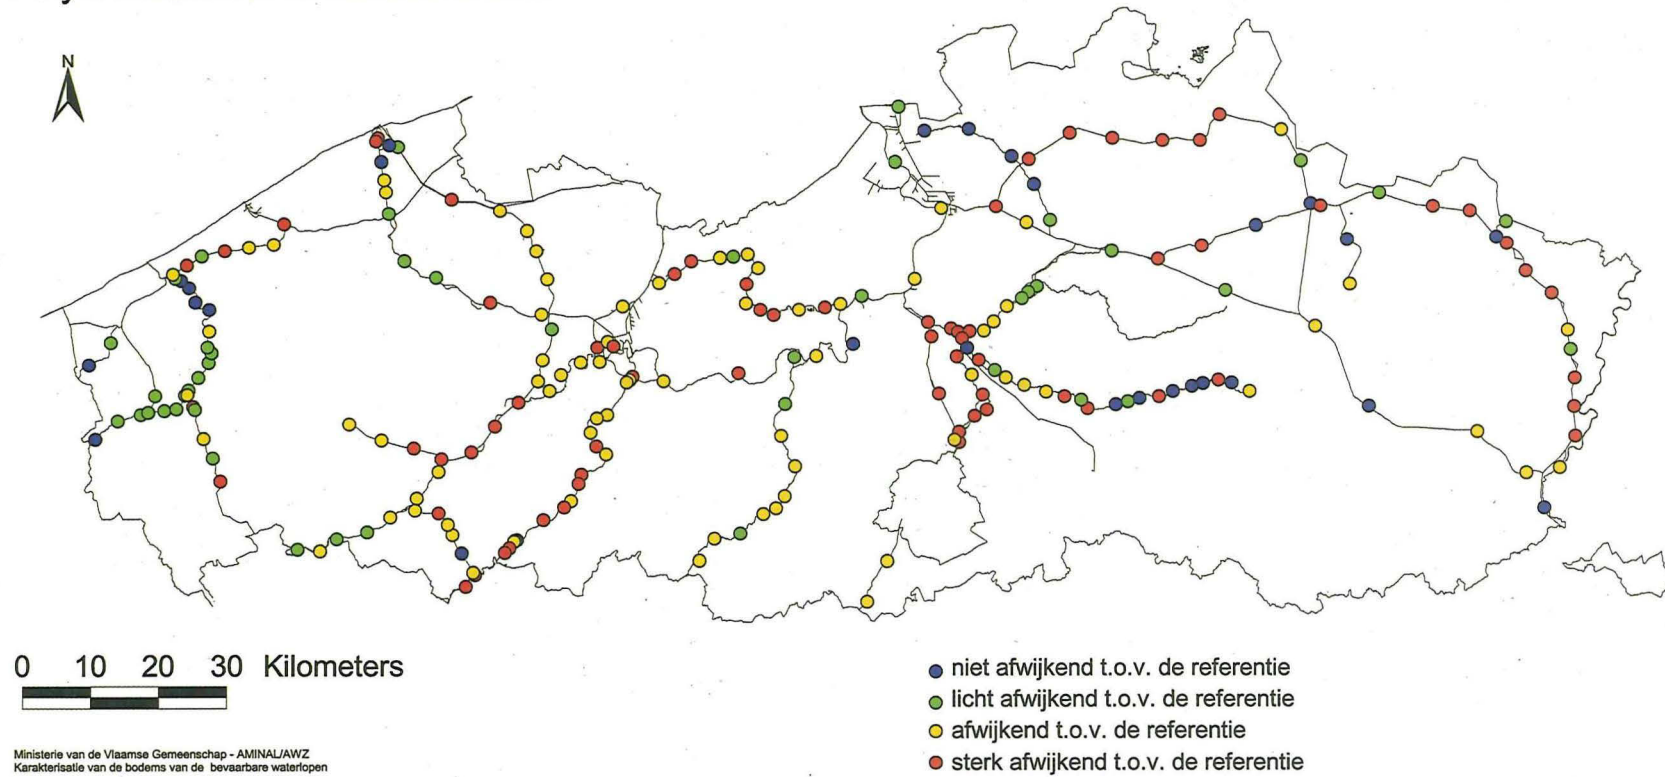 N
0 10 20 30 Kilometers
niet afwijkend t.o.v. de referentie
licht afwijkend t.o.v. de referentie
afwijkend t.o.v. de referentie
sterk afwijkend t.o.v. de referentie
Ministerie van de Vlaamse Gemeenschap - AMINAL/AWZ
Karakterisatie van de bodems van de bevaarbare waterlopen